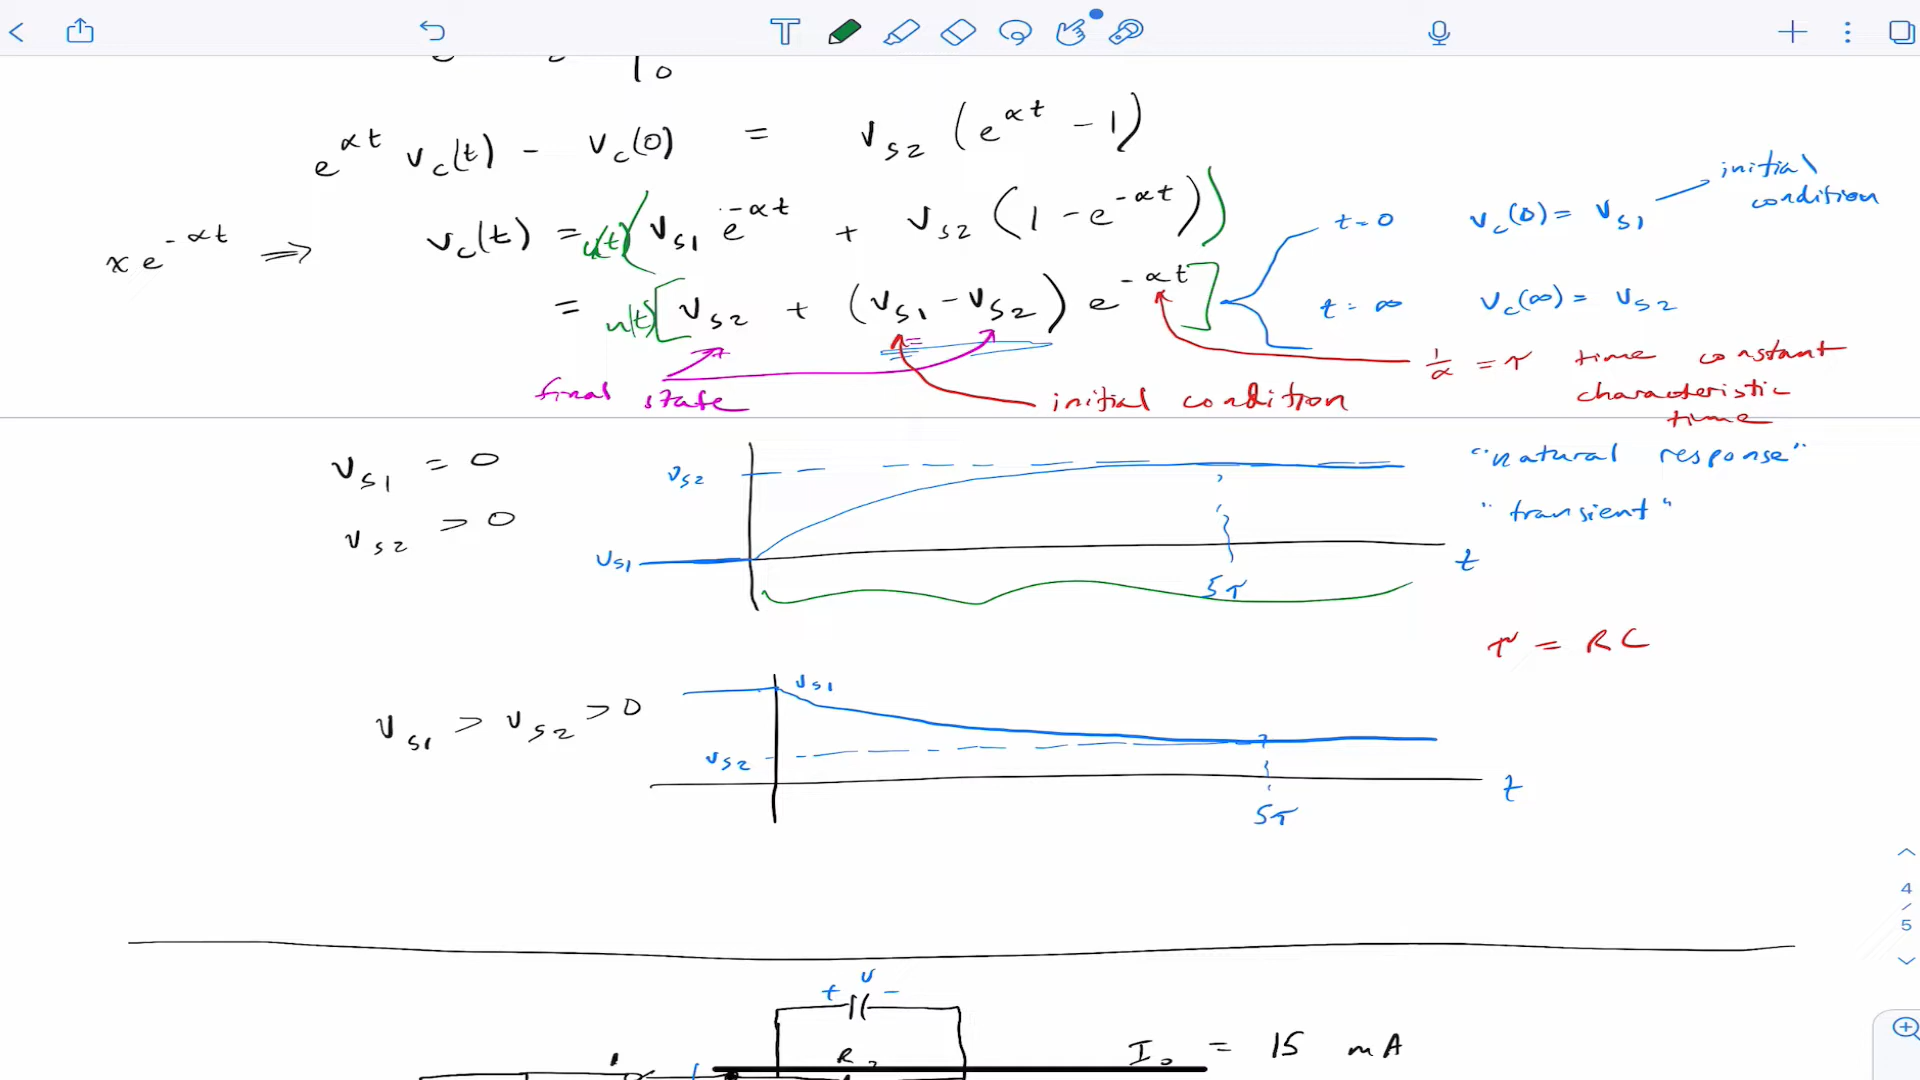 e^{αt} v_c(t) - v_c(0) = v_{s2} (e^{αt} - 1)
x e^{-αt} ⇒ v_c(t) = u(t)( v_{s1} e^{-αt} + v_{s2} (1 - e^{-αt}) )
= u(t)[ v_{s2} + (v_{s1} - v_{s2}) e^{-αt} ]
t = 0 v_c(0) = v_{s1} initial condition
t = ∞ v_c(∞) = v_{s2}
final state
initial condition
1/α = τ time constant
characteristic
time
v_{s1} = 0
v_{s2} > 0
v_{s2}
v_{s1}
5τ
t
"natural response"
"transient"
τ = RC
v_{s1} > v_{s2} > 0
v_{s1}
v_{s2}
5τ
t
4
/
5
+ v -
R
I_0 = 15 mA